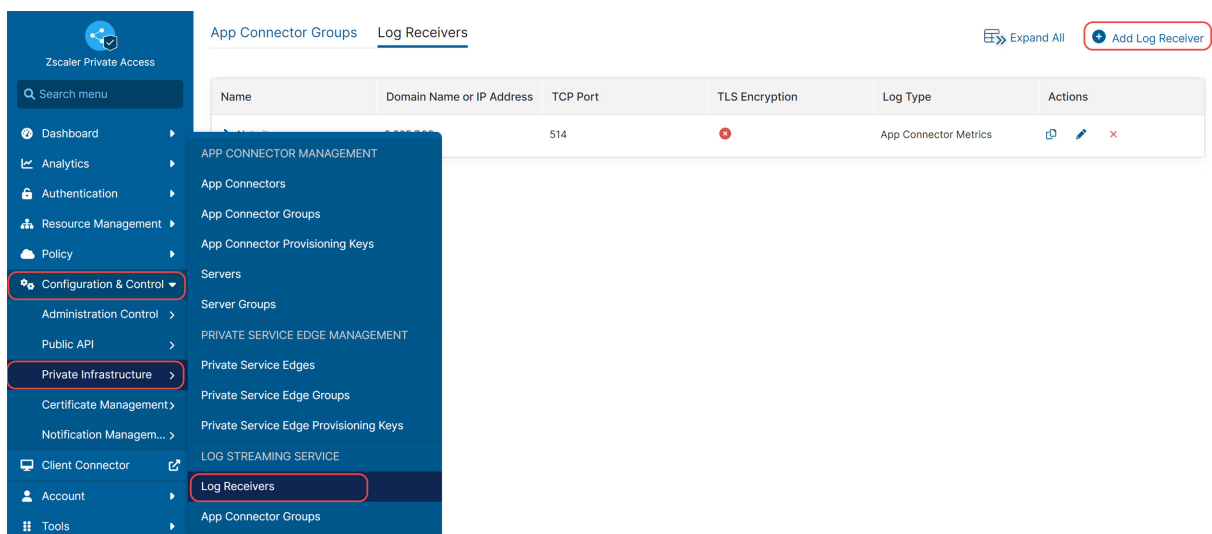 Zscaler Private Access
Search menu
Dashboard
Analytics
Authentication
Resource Management
Policy
Configuration & Control
Administration Control
Public API
Private Infrastructure
Certificate Management
Notification Managem...
Client Connector
Account
Tools
APP CONNECTOR MANAGEMENT
App Connectors
App Connector Groups
App Connector Provisioning Keys
Servers
Server Groups
PRIVATE SERVICE EDGE MANAGEMENT
Private Service Edges
Private Service Edge Groups
Private Service Edge Provisioning Keys
LOG STREAMING SERVICE
Log Receivers
App Connector Groups
App Connector Groups Log Receivers
Expand All Add Log Receiver
Name Domain Name or IP Address TCP Port TLS Encryption Log Type Actions
514 App Connector Metrics